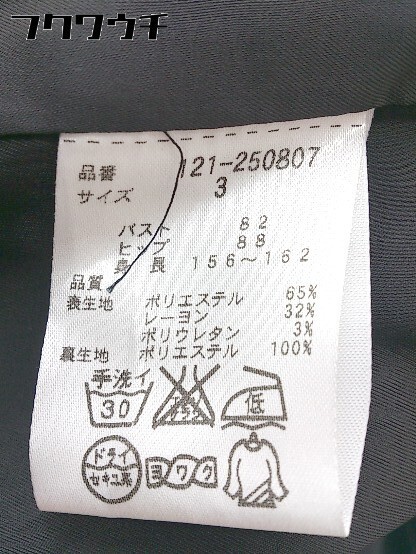 フクワウチ
品番 121-250807
サイズ 3
バスト 82
ヒップ 88
身長 156~162
品質
表生地 ポリエステル 65%
レーヨン 32%
ポリウレタン 3%
裏生地 ポリエステル 100%
手洗イ
30 低
ドライ ヨワク
セキユ系